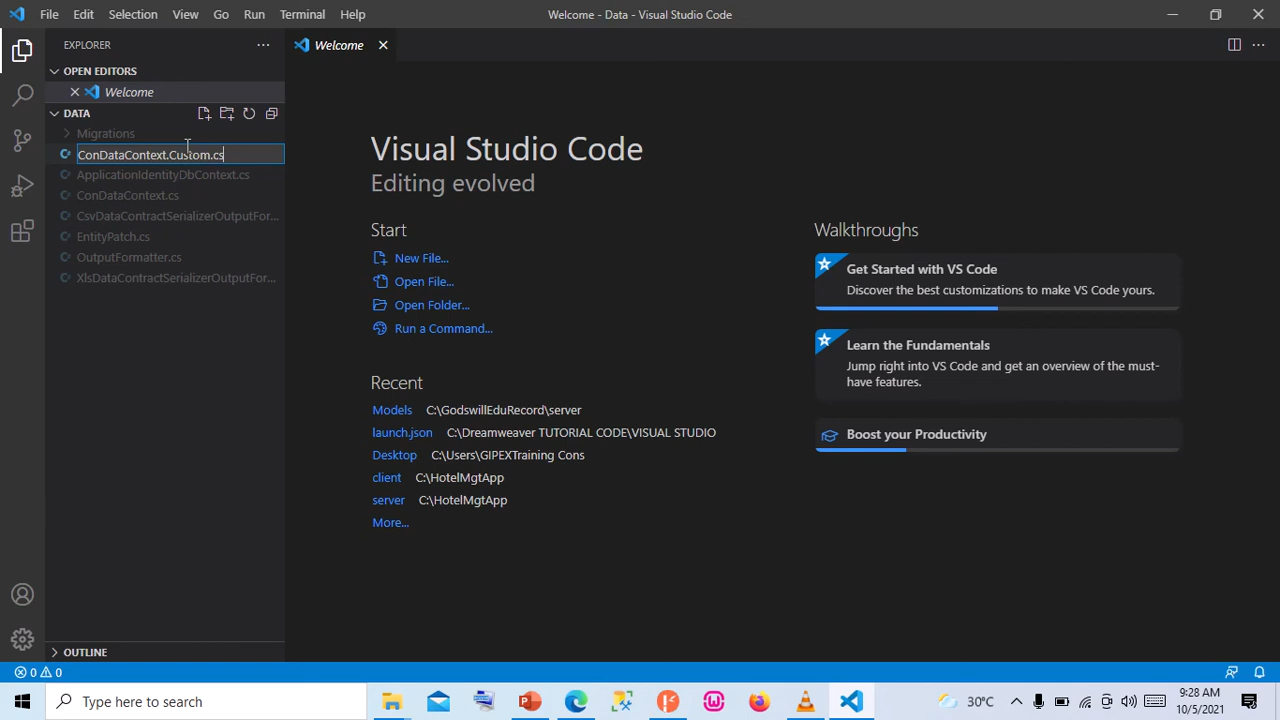 File Edit Selection View Go Run Terminal Help Welcome - Data - Visual Studio Code
EXPLORER
Welcome
OPEN EDITORS
Welcome
DATA
Migrations
ConDataContext.Custom.cs
ApplicationIdentityDbContext.cs
ConDataContext.cs
CsvDataContractSerializerOutputFor...
EntityPatch.cs
OutputFormatter.cs
XlsDataContractSerializerOutputFor...
OUTLINE
Visual Studio Code
Editing evolved
Start
New File...
Open File...
Open Folder...
Run a Command...
Recent
Models C:\GodswillEduRecord\server
launch.json C:\Dreamweaver TUTORIAL CODE\VISUAL STUDIO
Desktop C:\Users\GIPEXTraining Cons
client C:\HotelMgtApp
server C:\HotelMgtApp
More...
Walkthroughs
Get Started with VS Code
Discover the best customizations to make VS Code yours.
Learn the Fundamentals
Jump right into VS Code and get an overview of the must-
have features.
Boost your Productivity
0 0
Type here to search
30°C
9:28 AM
10/5/2021